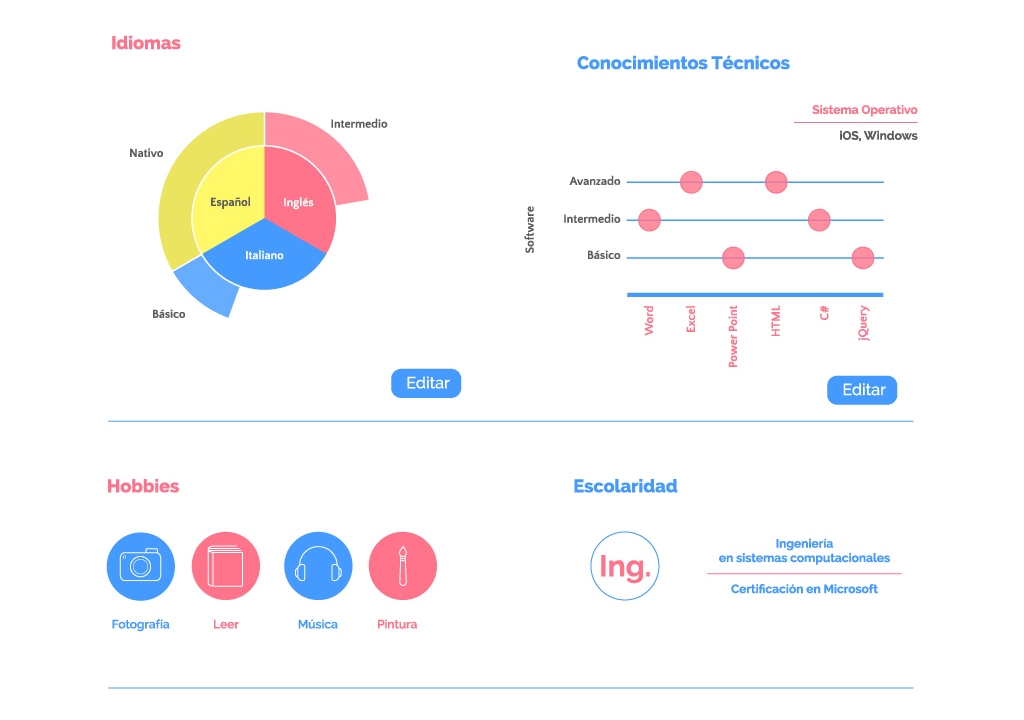 Idiomas
Nativo
Intermedio
Español
Inglés
Italiano
Básico
Editar
Conocimientos Técnicos
Sistema Operativo
iOS, Windows
Software
Avanzado
Intermedio
Básico
Word
Excel
Power Point
HTML
C#
jQuery
Editar
Hobbies
Fotografía
Leer
Música
Pintura
Escolaridad
Ing.
Ingeniería
en sistemas computacionales
Certificación en Microsoft